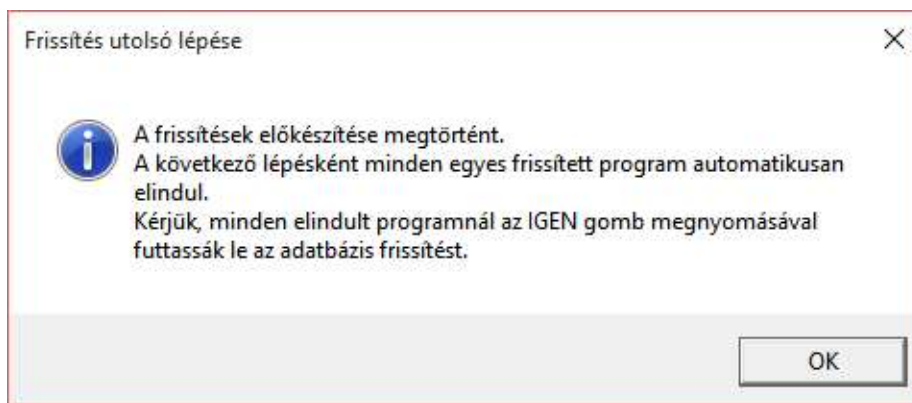 Frissítés utolsó lépése
A frissítések előkészítése megtörtént.
A következő lépésként minden egyes frissített program automatikusan
elindul.
Kérjük, minden elindult programnál az IGEN gomb megnyomásával
futtassák le az adatbázis frissítést.
OK